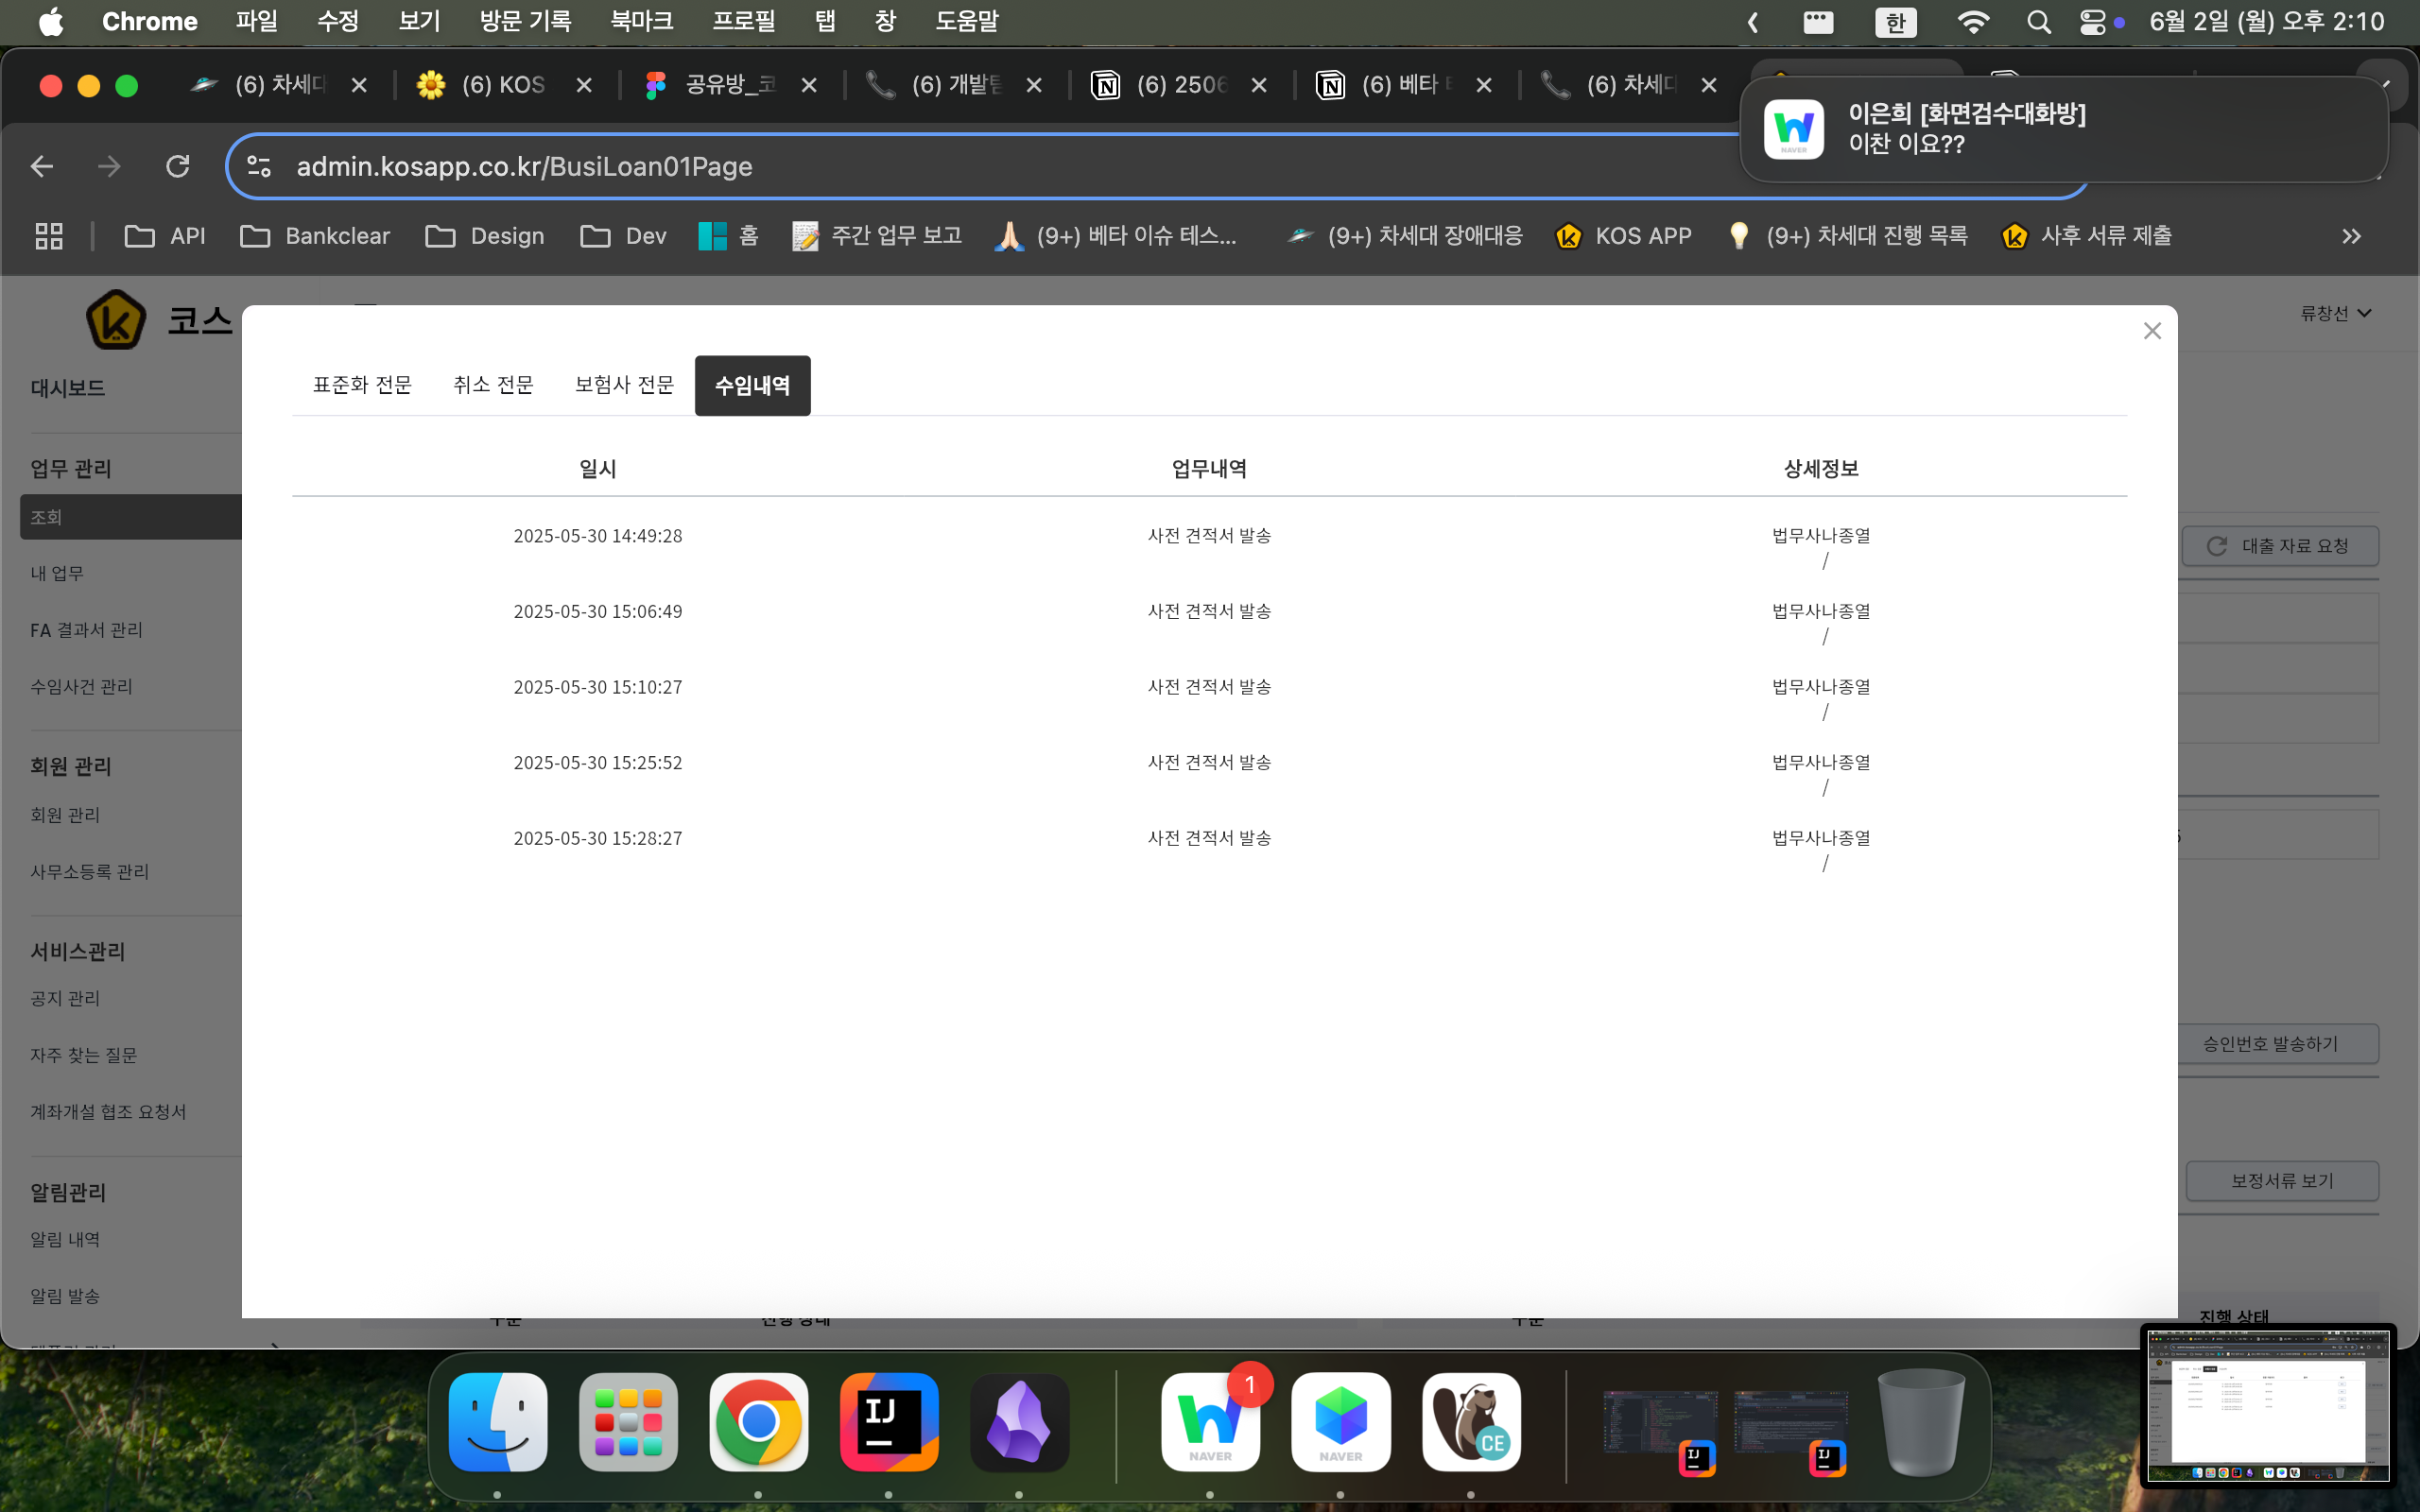 Chrome 파일 수정 보기 방문 기록 북마크 프로필 탭 창 도움말 한 6월 2일 (월) 오후 2:10
(6) 차세대 (6) KOS 공유방_코 (6) 개발팀 (6) 2506 (6) 베타 (6) 차세대
이은희 [화면검수대화방]
이찬 이요??
NAVER
admin.kosapp.co.kr/BusiLoan01Page
API Bankclear Design Dev 홈 주간 업무 보고 (9+) 베타 이슈 테스... (9+) 차세대 장애대응 KOS APP (9+) 차세대 진행 목록 사후 서류 제출
코스
류창선
대시보드
업무 관리
조회
내 업무
FA 결과서 관리
수임사건 관리
회원 관리
회원 관리
사무소등록 관리
서비스관리
공지 관리
자주 찾는 질문
계좌개설 협조 요청서
알림관리
알림 내역
알림 발송
표준화 전문 취소 전문 보험사 전문 수임내역
일시 업무내역 상세정보
2025-05-30 14:49:28 사전 견적서 발송 법무사나종열
/
2025-05-30 15:06:49 사전 견적서 발송 법무사나종열
/
2025-05-30 15:10:27 사전 견적서 발송 법무사나종열
/
2025-05-30 15:25:52 사전 견적서 발송 법무사나종열
/
2025-05-30 15:28:27 사전 견적서 발송 법무사나종열
/
대출 자료 요청
승인번호 발송하기
보정서류 보기
구분 진행 상태 구분 진행 상태
IJ
NAVER
1
NAVER
CE
IJ
IJ